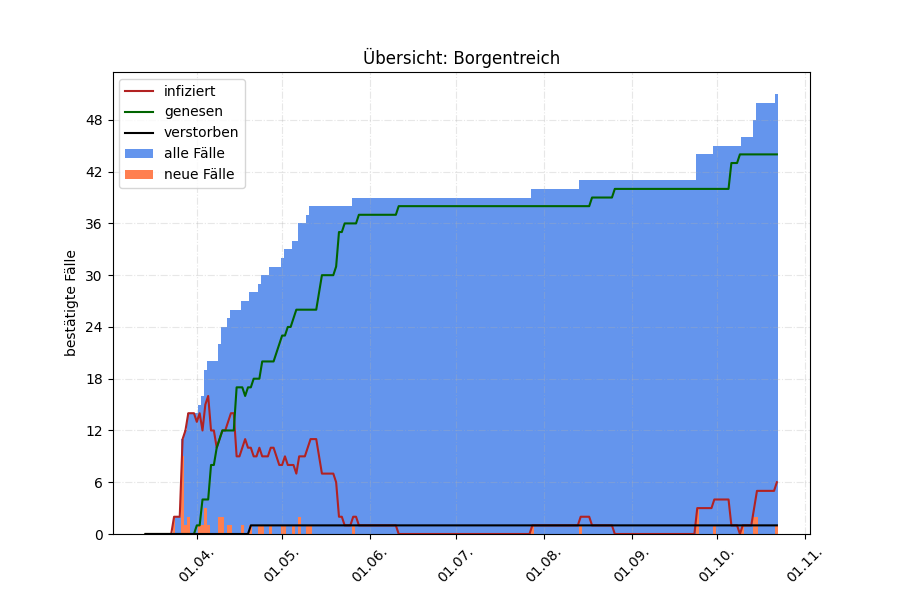 Übersicht: Borgentreich
infiziert
genesen
verstorben
alle Fälle
neue Fälle
bestätigte Fälle
48
42
36
30
24
18
12
6
0
01.04.
01.05.
01.06.
01.07.
01.08.
01.09.
01.10.
01.11.